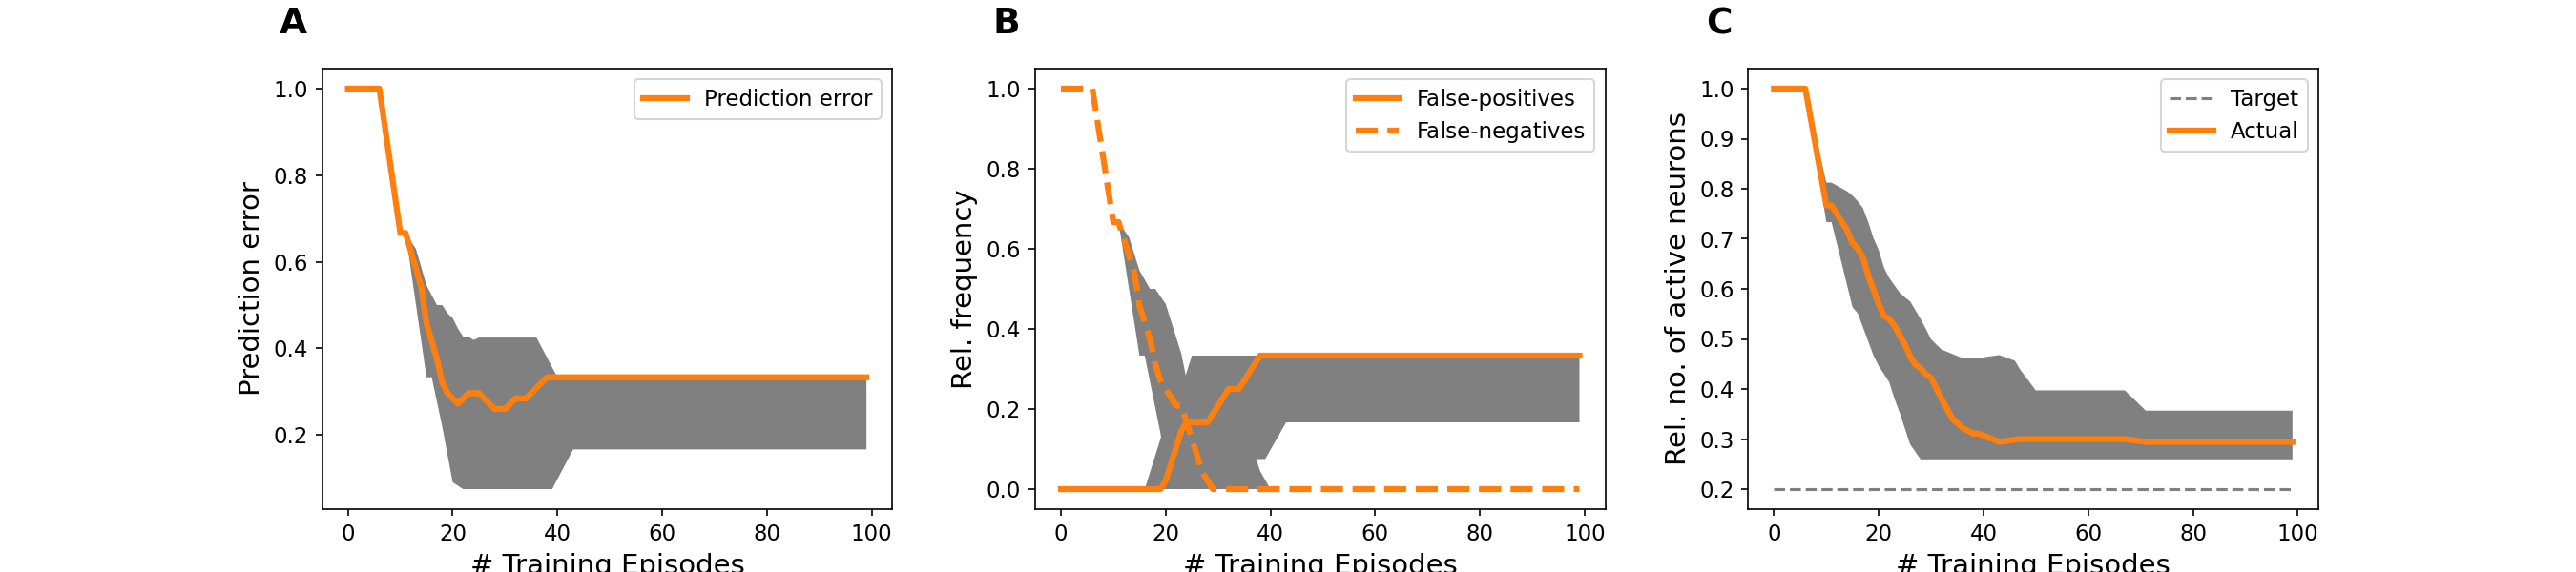 A
Prediction error
1.0
0.8
0.6
0.4
0.2
0 20 40 60 80 100
# Training Episodes
Prediction error
B
Rel. frequency
1.0
0.8
0.6
0.4
0.2
0.0
0 20 40 60 80 100
# Training Episodes
False-positives
False-negatives
C
Rel. no. of active neurons
1.0
0.9
0.8
0.7
0.6
0.5
0.4
0.3
0.2
0 20 40 60 80 100
# Training Episodes
Target
Actual